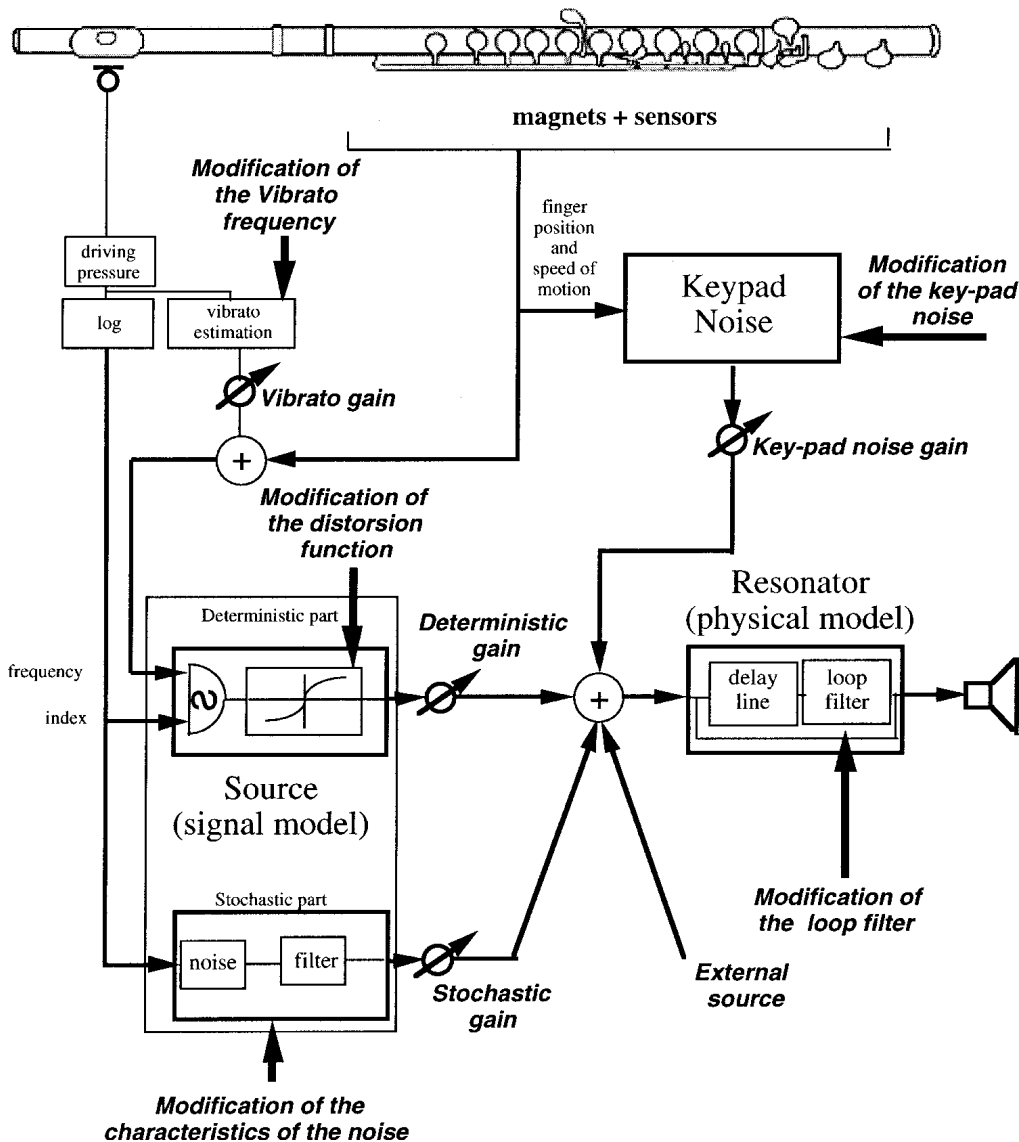 magnets + sensors
Modification of
the Vibrato
frequency
finger
position
and
speed of
motion
driving
pressure
log
vibrato
estimation
Keypad
Noise
Modification
of the key-pad
noise
Vibrato gain
+
Key-pad noise gain
Modification of
the distorsion
function
Resonator
(physical model)
Deterministic part
Deterministic
gain
frequency
index
+
delay
line
loop
filter
Source
(signal model)
Stochastic part
noise
filter
Stochastic
gain
External
source
Modification of
the loop filter
Modification of the
characteristics of the noise